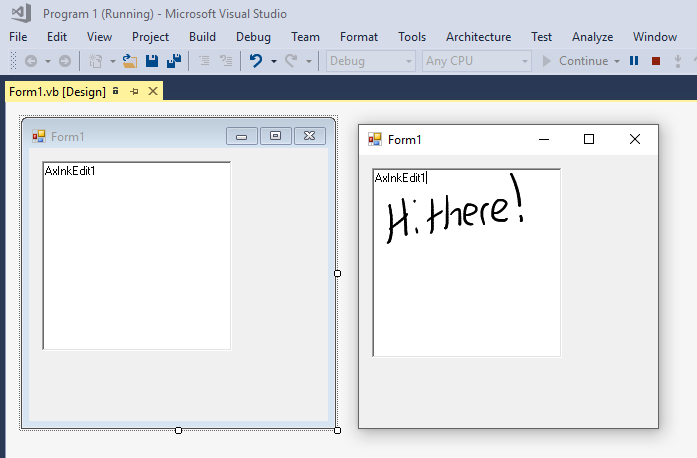 Program 1 (Running) - Microsoft Visual Studio
File Edit View Project Build Debug Team Format Tools Architecture Test Analyze Window
Debug Any CPU Continue
Form1.vb [Design]
Form1
AxInkEdit1
Form1
AxInkEdit1
Hi there!